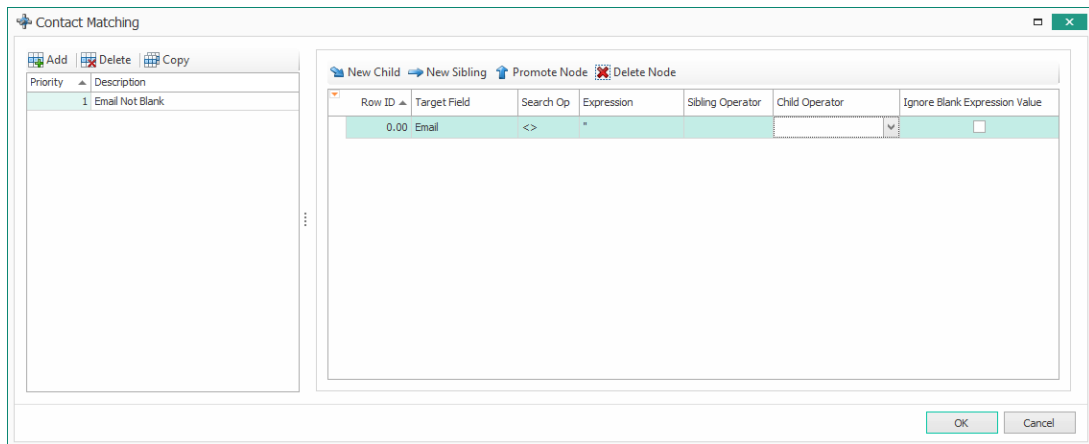 Contact Matching
Add Delete Copy
Priority Description
1 Email Not Blank
New Child New Sibling Promote Node Delete Node
Row ID Target Field Search Op Expression Sibling Operator Child Operator Ignore Blank Expression Value
0.00 Email <> ''
OK Cancel